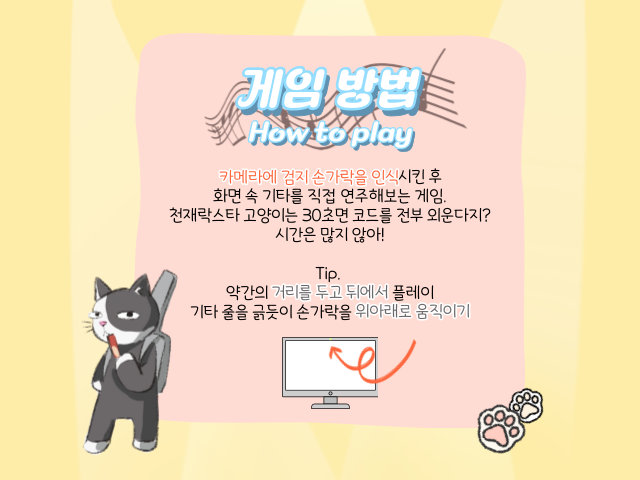 게임 방법
How to play
카메라에 검지 손가락을 인식시킨 후
화면 속 기타를 직접 연주해보는 게임.
천재락스타 고양이는 30초면 코드를 전부 외운다지?
시간은 많지 않아!
Tip.
약간의 거리를 두고 뒤에서 플레이
기타 줄을 긁듯이 손가락을 위아래로 움직이기